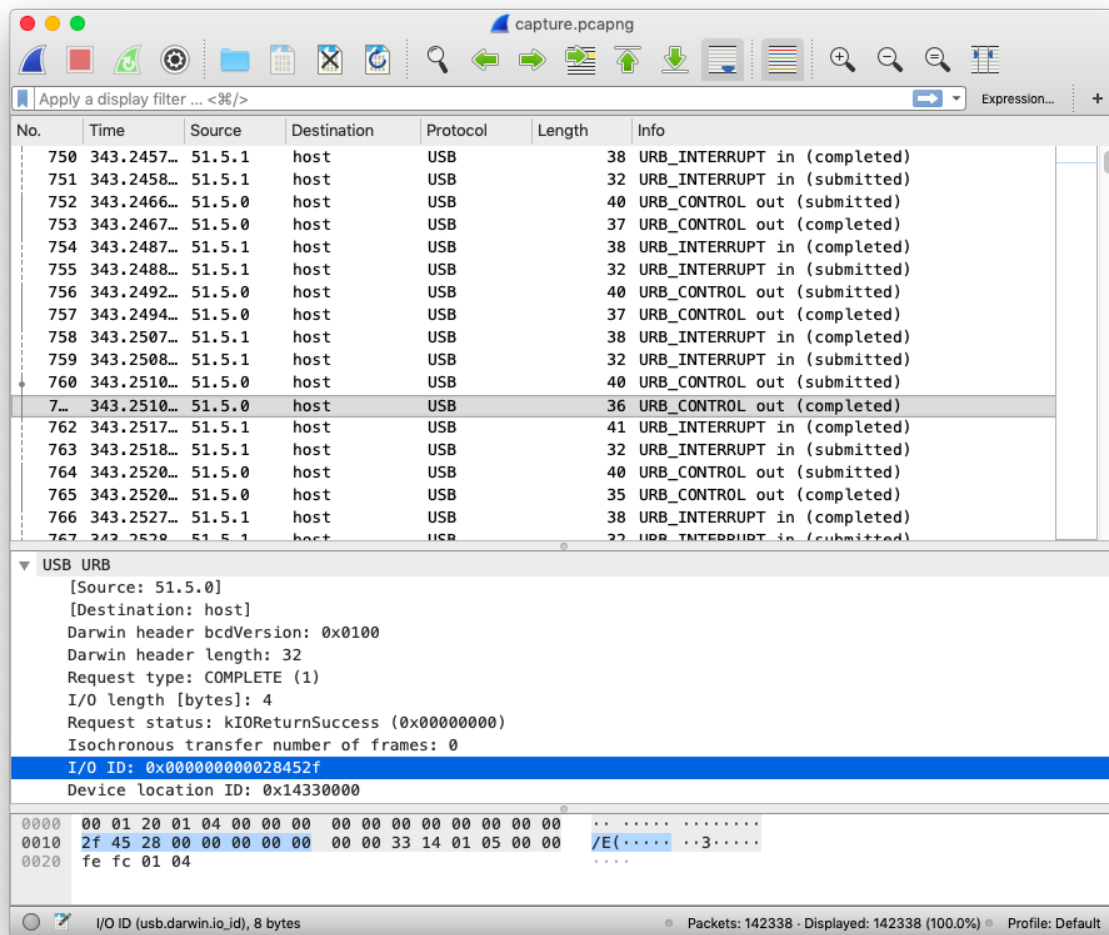 capture.pcapng
Apply a display filter ... <⌘/>
Expression...
+
No. Time Source Destination Protocol Length Info
750 343.2457… 51.5.1 host USB 38 URB_INTERRUPT in (completed)
751 343.2458… 51.5.1 host USB 32 URB_INTERRUPT in (submitted)
752 343.2466… 51.5.0 host USB 40 URB_CONTROL out (submitted)
753 343.2467… 51.5.0 host USB 37 URB_CONTROL out (completed)
754 343.2487… 51.5.1 host USB 38 URB_INTERRUPT in (completed)
755 343.2488… 51.5.1 host USB 32 URB_INTERRUPT in (submitted)
756 343.2492… 51.5.0 host USB 40 URB_CONTROL out (submitted)
757 343.2494… 51.5.0 host USB 37 URB_CONTROL out (completed)
758 343.2507… 51.5.1 host USB 38 URB_INTERRUPT in (completed)
759 343.2508… 51.5.1 host USB 32 URB_INTERRUPT in (submitted)
760 343.2510… 51.5.0 host USB 40 URB_CONTROL out (submitted)
7… 343.2510… 51.5.0 host USB 36 URB_CONTROL out (completed)
762 343.2517… 51.5.1 host USB 41 URB_INTERRUPT in (completed)
763 343.2518… 51.5.1 host USB 32 URB_INTERRUPT in (submitted)
764 343.2520… 51.5.0 host USB 40 URB_CONTROL out (submitted)
765 343.2520… 51.5.0 host USB 35 URB_CONTROL out (completed)
766 343.2527… 51.5.1 host USB 38 URB_INTERRUPT in (completed)
767 343.2528… 51.5.1 host USB 32 URB_INTERRUPT in (submitted)
USB URB
[Source: 51.5.0]
[Destination: host]
Darwin header bcdVersion: 0x0100
Darwin header length: 32
Request type: COMPLETE (1)
I/O length [bytes]: 4
Request status: kIOReturnSuccess (0x00000000)
Isochronous transfer number of frames: 0
I/O ID: 0x000000000028452f
Device location ID: 0x14330000
0000 00 01 20 01 04 00 00 00 00 00 00 00 00 00 00 00 ·· ····· ········
0010 2f 45 28 00 00 00 00 00 00 00 33 14 01 05 00 00 /E(····· ··3·····
0020 fe fc 01 04 ····
I/O ID (usb.darwin.io_id), 8 bytes
Packets: 142338 · Displayed: 142338 (100.0%)
Profile: Default